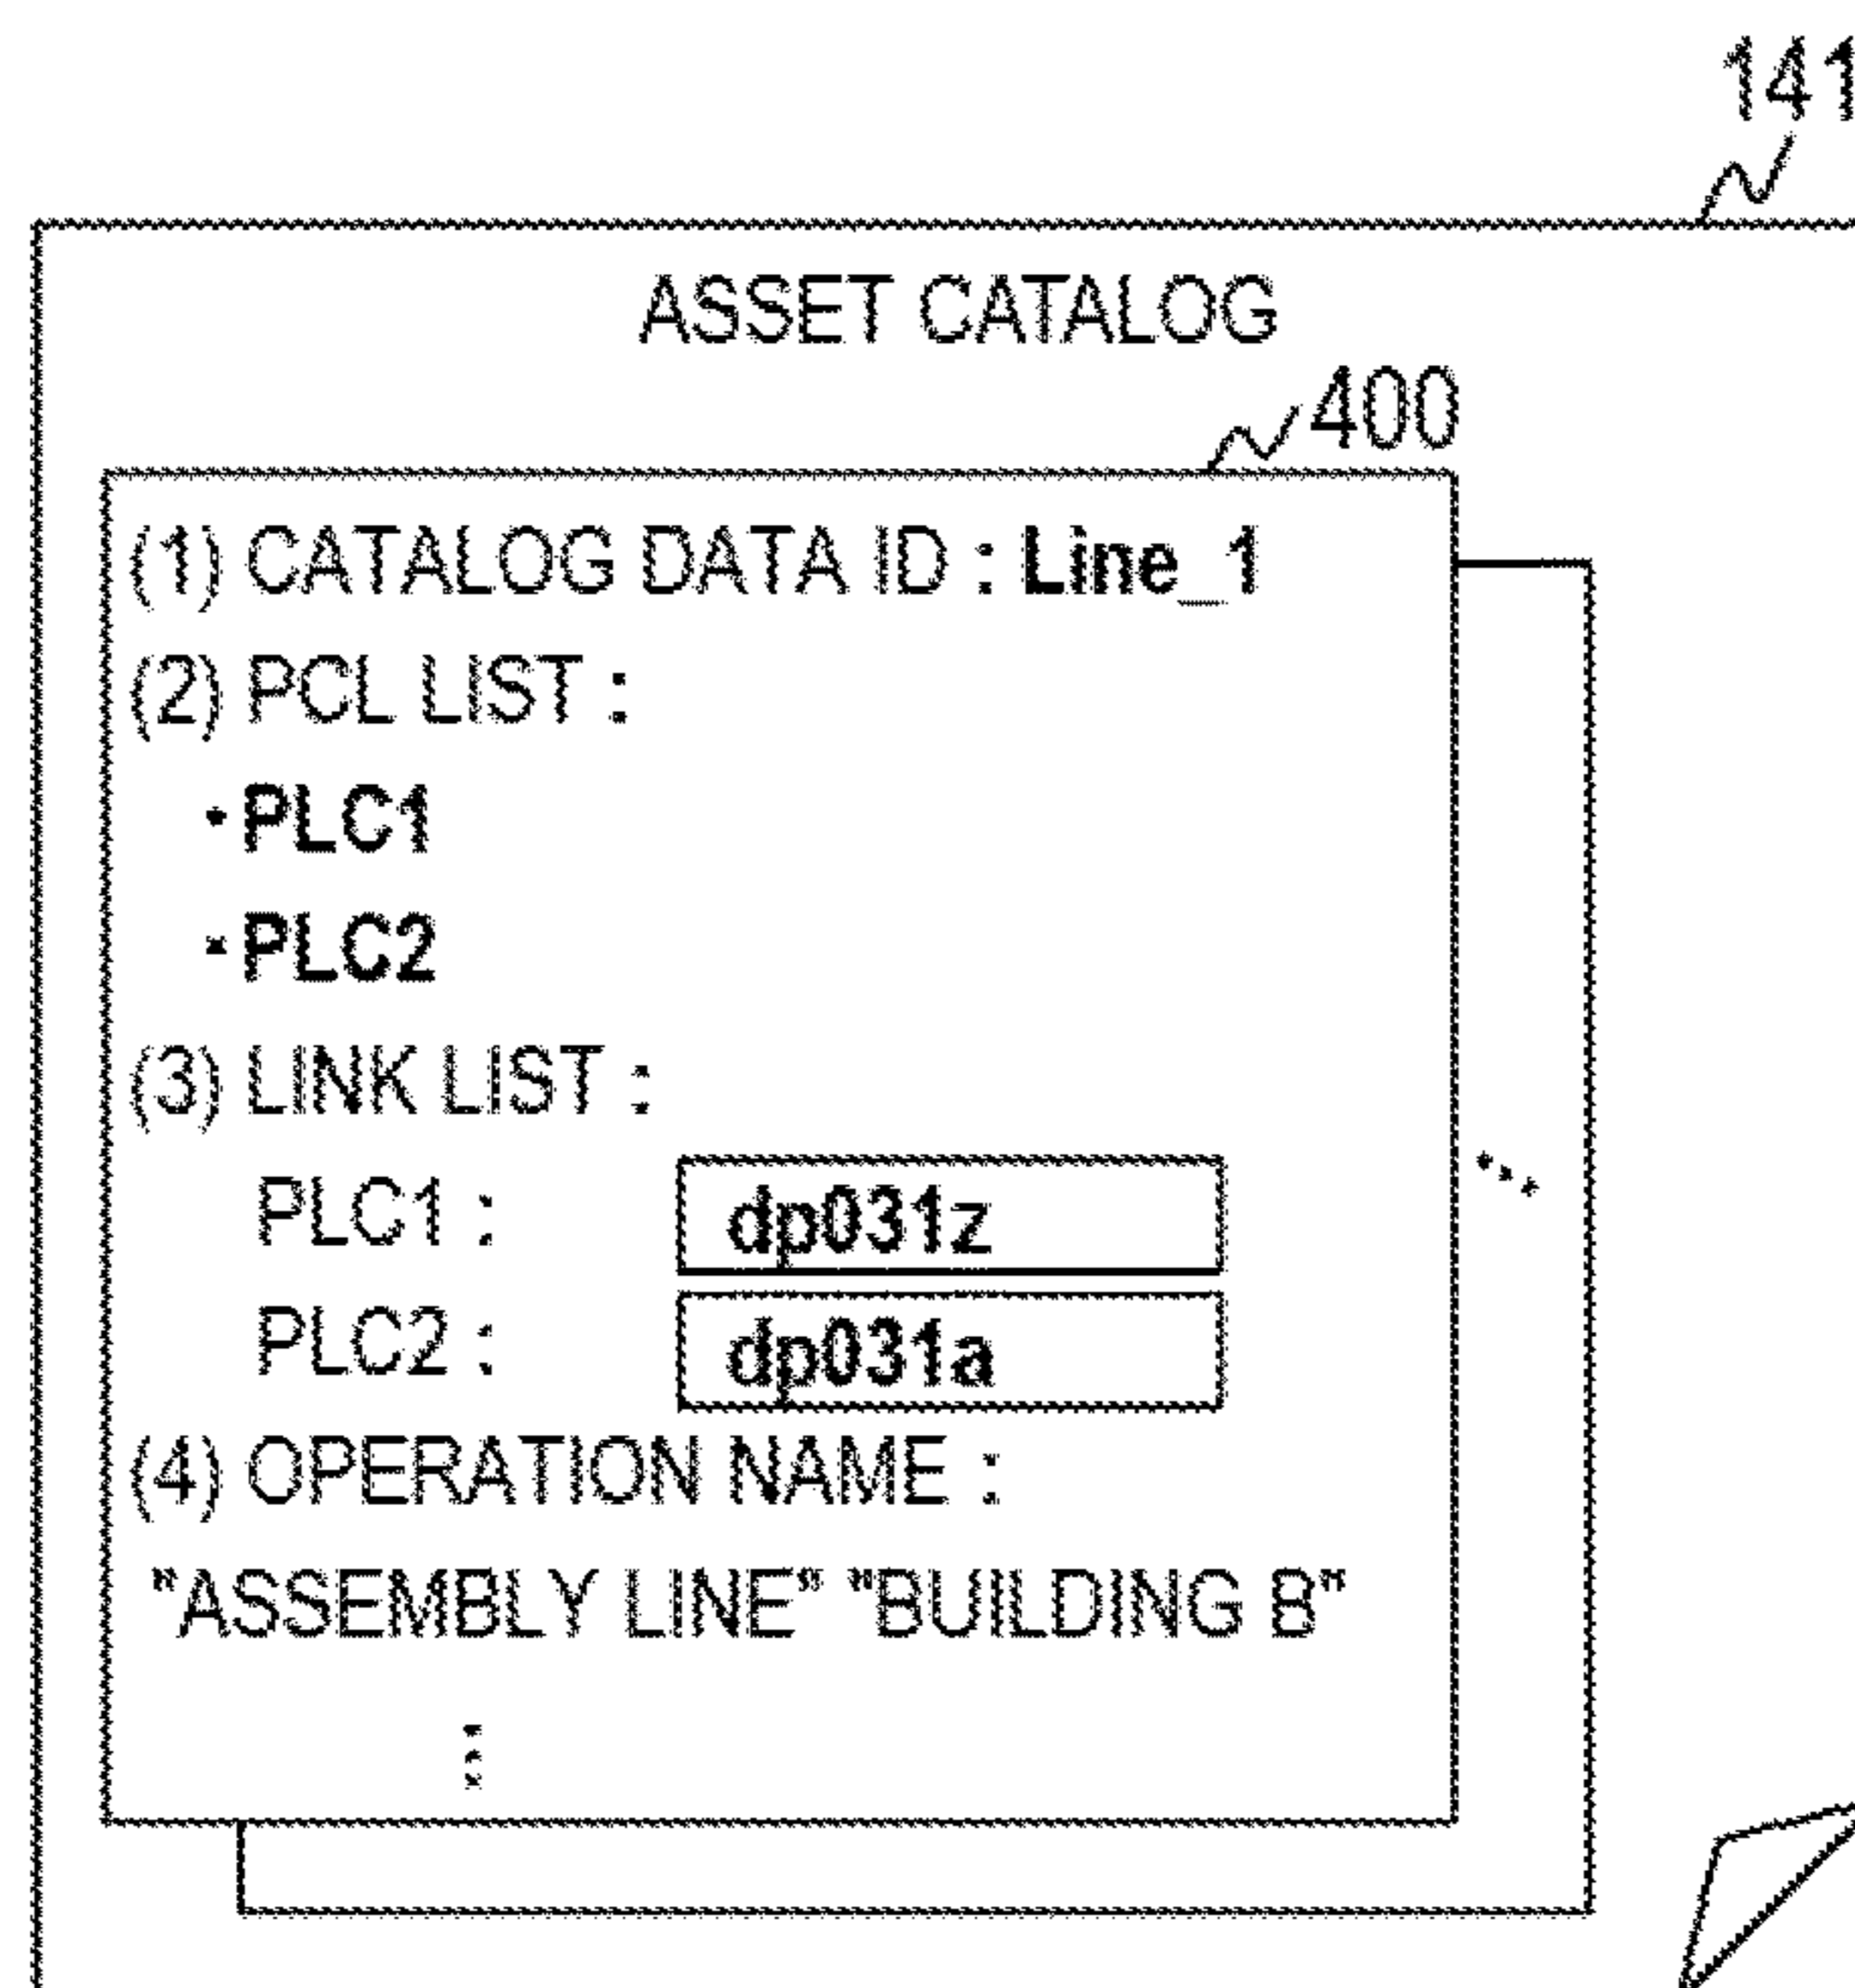 141
ASSET CATALOG
400
(1) CATALOG DATA ID : Line_1
(2) PCL LIST :
・PLC1
・PLC2
(3) LINK LIST :
PLC1 : dp031z
PLC2 : dp031a
(4) OPERATION NAME :
"ASSEMBLY LINE" "BUILDING B"